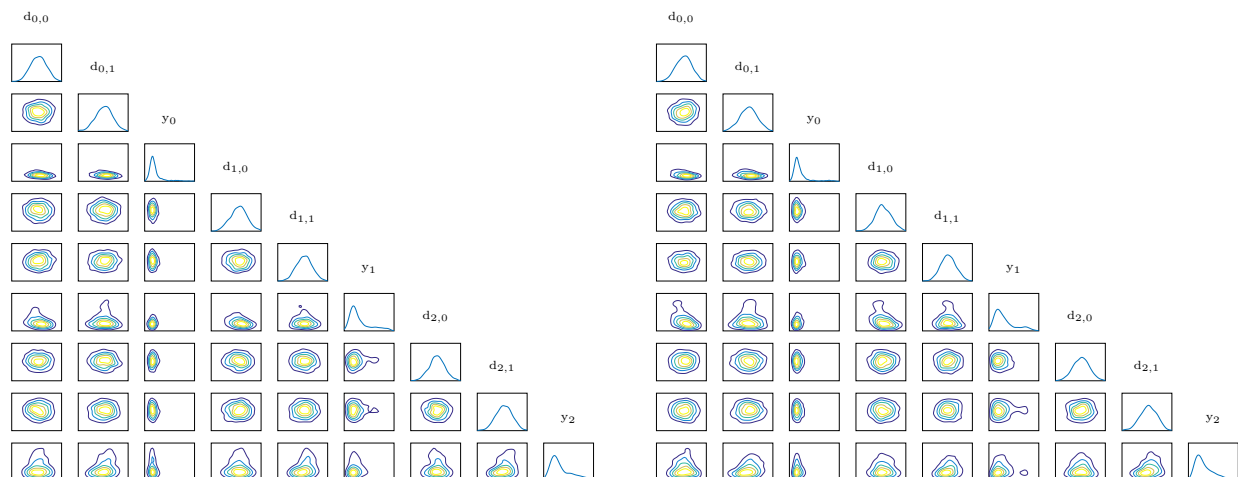 d0,0 d0,0
d0,1 d0,1
y0 y0
d1,0 d1,0
d1,1 d1,1
y1 y1
d2,0 d2,0
d2,1 d2,1
y2 y2